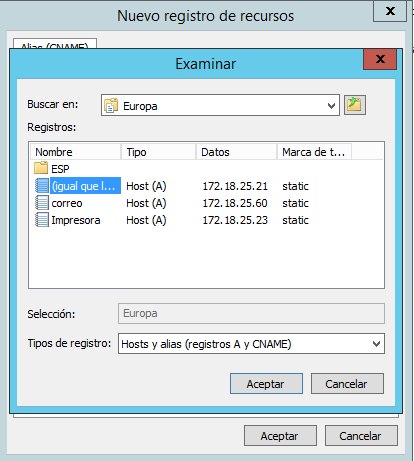 Nuevo registro de recursos
x
Alias (CNAME)
Examinar
x
Buscar en:
Europa
Registros:
Nombre Tipo Datos Marca de t...
ESP
(igual que l... Host (A) 172.18.25.21 static
correo Host (A) 172.18.25.60 static
Impresora Host (A) 172.18.25.23 static
Selección:
Europa
Tipos de registro:
Hosts y alias (registros A y CNAME)
Aceptar Cancelar
Aceptar Cancelar